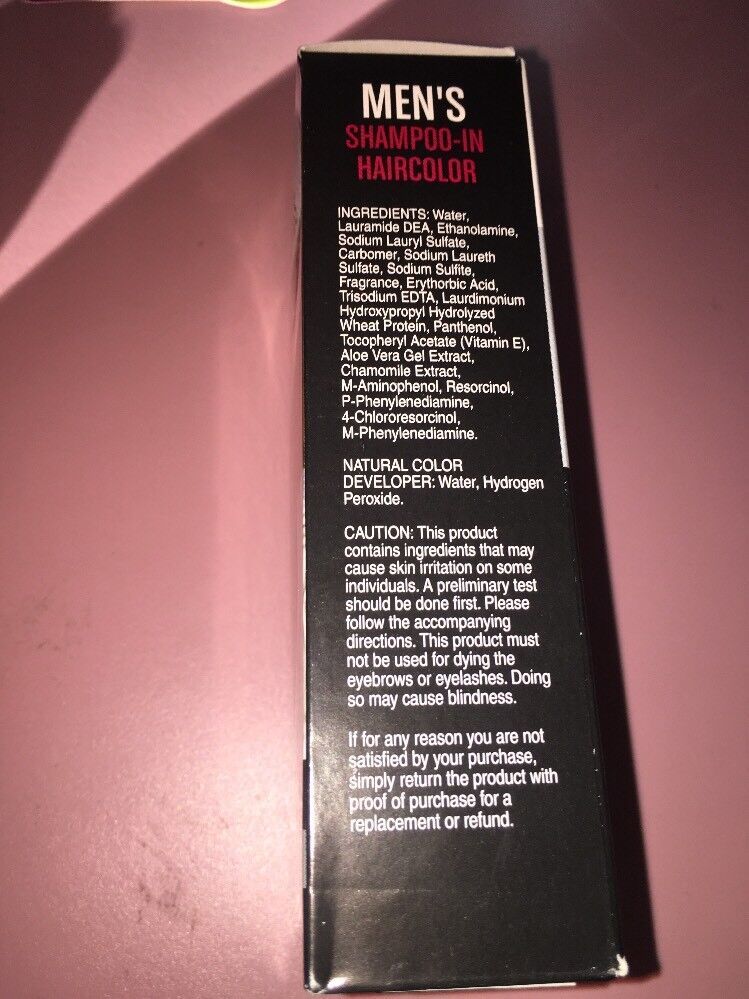 MEN'S
SHAMPOO-IN
HAIRCOLOR
INGREDIENTS: Water,
Lauramide DEA, Ethanolamine,
Sodium Lauryl Sulfate,
Carbomer, Sodium Laureth
Sulfate, Sodium Sulfite,
Fragrance, Erythorbic Acid,
Trisodium EDTA, Laurdimonium
Hydroxypropyl Hydrolyzed
Wheat Protein, Panthenol,
Tocopheryl Acetate (Vitamin E),
Aloe Vera Gel Extract,
Chamomile Extract,
M-Aminophenol, Resorcinol,
P-Phenylenediamine,
4-Chlororesorcinol,
M-Phenylenediamine.
NATURAL COLOR
DEVELOPER: Water, Hydrogen
Peroxide.
CAUTION: This product
contains ingredients that may
cause skin irritation on some
individuals. A preliminary test
should be done first. Please
follow the accompanying
directions. This product must
not be used for dying the
eyebrows or eyelashes. Doing
so may cause blindness.
If for any reason you are not
satisfied by your purchase,
simply return the product with
proof of purchase for a
replacement or refund.